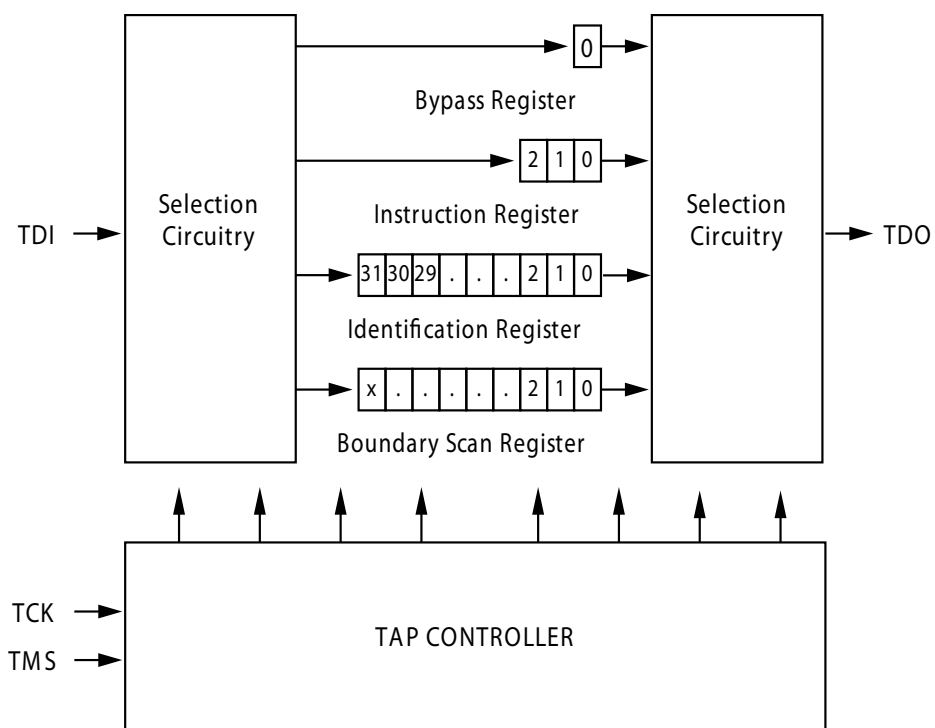 0
Bypass Register
2 1 0
Instruction Register
Selection
Circuitry
Selection
Circuitry
TDI
TDO
31 30 29 . . . 2 1 0
Identification Register
x . . . . . 2 1 0
Boundary Scan Register
TCK
TMS
TAP CONTROLLER